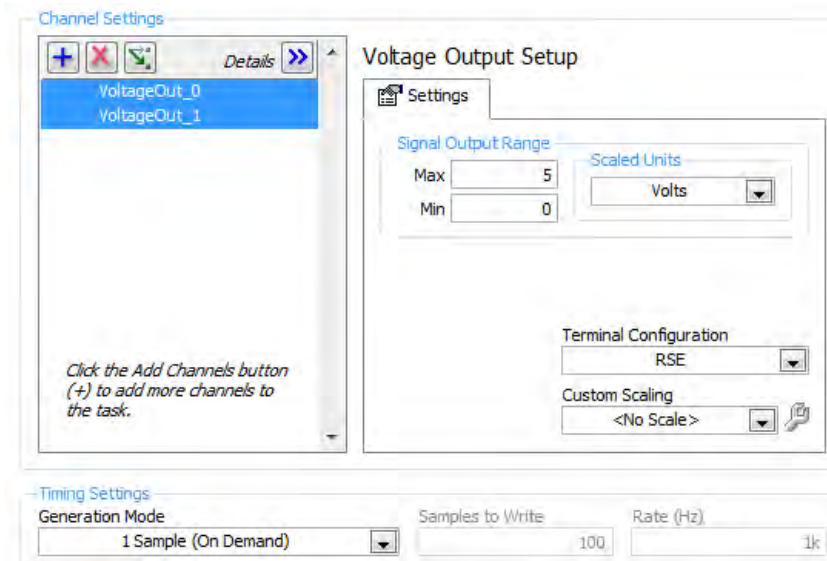 Channel Settings
Details
VoltageOut_0
VoltageOut_1
Click the Add Channels button
(+) to add more channels to
the task.
Voltage Output Setup
Settings
Signal Output Range
Max 5
Min 0
Scaled Units
Volts
Terminal Configuration
RSE
Custom Scaling
<No Scale>
Timing Settings
Generation Mode
1 Sample (On Demand)
Samples to Write
100
Rate (Hz)
1k